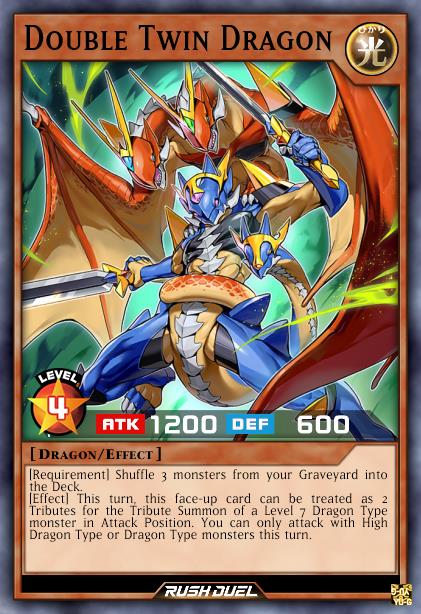 DOUBLE TWIN DRAGON
ひかり
光
LEVEL
4
ATK 1200 DEF 600
[DRAGON/EFFECT]
[Requirement] Shuffle 3 monsters from your Graveyard into
the Deck.
[Effect] This turn, this face-up card can be treated as 2
Tributes for the Tribute Summon of a Level 7 Dragon Type
monster in Attack Position. You can only attack with High
Dragon Type or Dragon Type monsters this turn.
RUSH DUEL